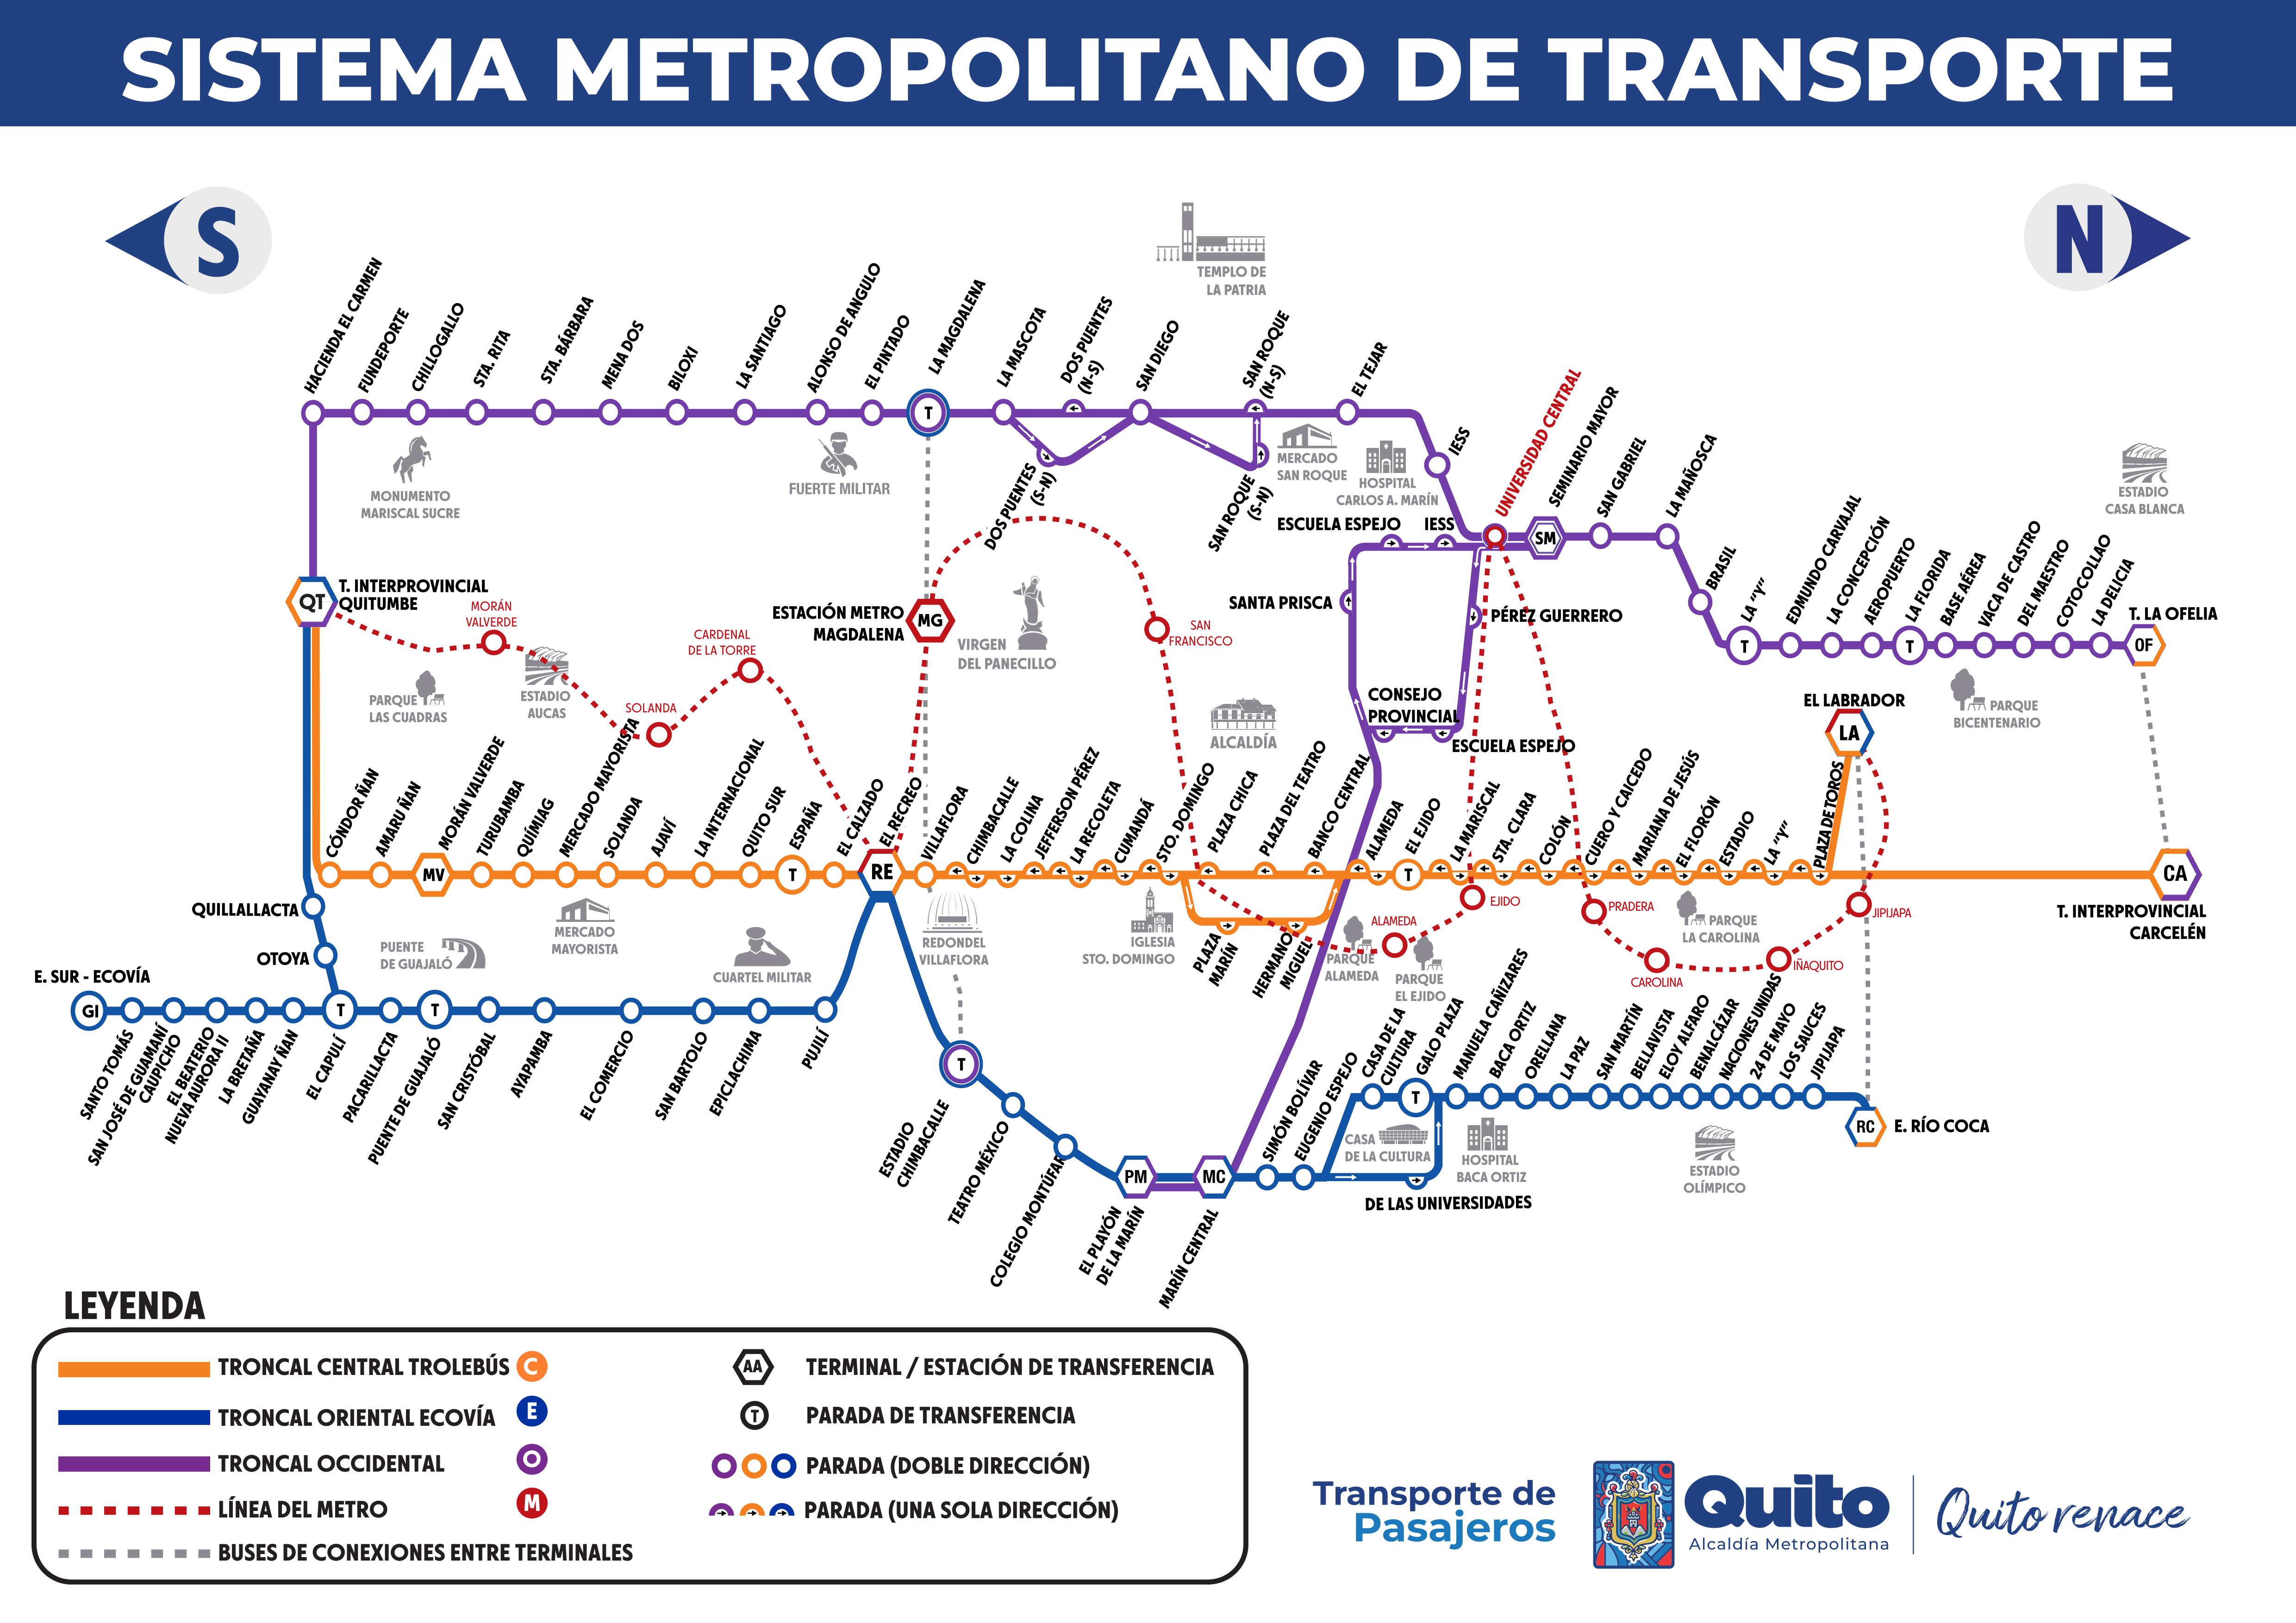 SISTEMA METROPOLITANO DE TRANSPORTE
S
N
TEMPLO DE
LA PATRIA
HACIENDA EL CARMEN
FUNDEPORTE
CHILLOGALLO
STA. RITA
STA. BÁRBARA
MENA DOS
BILOXI
LA SANTIAGO
ALONSO DE ANGULO
EL PINTADO
LA MAGDALENA
LA MASCOTA
DOS PUENTES
(N-S)
SAN DIEGO
SAN ROQUE
(N-S)
EL TEJAR
IESS
UNIVERSIDAD CENTRAL
SEMINARIO MAYOR
SAN GABRIEL
LA MAÑOSCA
BRASIL
LA "Y"
EDMUNDO CARVAJAL
LA CONCEPCIÓN
AEROPUERTO
LA FLORIDA
BASE AÉREA
VACA DE CASTRO
DEL MAESTRO
COTOCOLLAO
LA DELICIA
T. LA OFELIA
T
SM
T
T
OF
MONUMENTO
MARISCAL SUCRE
FUERTE MILITAR
DOS PUENTES
(S-N)
SAN ROQUE
(S-N)
MERCADO
SAN ROQUE
HOSPITAL
CARLOS A. MARÍN
ESTADIO
CASA BLANCA
ESCUELA ESPEJO
IESS
SANTA PRISCA
PÉREZ GUERRERO
CONSEJO
PROVINCIAL
ESCUELA ESPEJO
QT
T. INTERPROVINCIAL
QUITUMBE
MORÁN
VALVERDE
CARDENAL
DE LA TORRE
SOLANDA
ESTACIÓN METRO
MAGDALENA
MG
VIRGEN
DEL PANECILLO
SAN
FRANCISCO
PARQUE
LAS CUADRAS
ESTADIO
AUCAS
ALCALDÍA
EL LABRADOR
LA
PARQUE
BICENTENARIO
CÓNDOR ÑAN
AMARU ÑAN
MORÁN VALVERDE
TURUBAMBA
QUÍMIAG
MERCADO MAYORISTA
SOLANDA
AJAVÍ
LA INTERNACIONAL
QUITO SUR
ESPAÑA
EL CALZADO
EL RECREO
VILLAFLORA
CHIMBACALLE
LA COLINA
JEFFERSON PÉREZ
LA RECOLETA
CUMANDÁ
STO. DOMINGO
PLAZA CHICA
PLAZA DEL TEATRO
BANCO CENTRAL
ALAMEDA
EL EJIDO
LA MARISCAL
STA. CLARA
COLÓN
CUERO Y CAICEDO
MARIANA DE JESÚS
EL FLORÓN
ESTADIO
LA "Y"
PLAZA DE TOROS
MV
T
RE
T
CA
T. INTERPROVINCIAL
CARCELÉN
PLAZA
MARÍN
HERMANO
MIGUEL
ALAMEDA
EJIDO
PRADERA
CAROLINA
IÑAQUITO
JIPIJAPA
QUILLALLACTA
OTOYA
PUENTE
DE GUAJALÓ
MERCADO
MAYORISTA
CUARTEL MILITAR
REDONDEL
VILLAFLORA
IGLESIA
STO. DOMINGO
PARQUE
ALAMEDA
PARQUE
EL EJIDO
PARQUE
LA CAROLINA
E. SUR - ECOVÍA
GI
T
T
T
SANTO TOMÁS
SAN JOSÉ DE GUAMANÍ
CAUPICHO
EL BEATERIO
NUEVA AURORA II
LA BRETAÑA
GUAYANAY ÑAN
EL CAPULÍ
PACARILLACTA
PUENTE DE GUAJALÓ
SAN CRISTÓBAL
AYAPAMBA
EL COMERCIO
SAN BARTOLO
EPICLACHIMA
PUJILÍ
ESTADIO
CHIMBACALLE
TEATRO MÉXICO
COLEGIO MONTÚFAR
PM
EL PLAYÓN
DE LA MARÍN
MC
MARÍN CENTRAL
SIMÓN BOLÍVAR
EUGENIO ESPEJO
CASA DE LA
CULTURA
GALO PLAZA
T
MANUELA CAÑIZARES
BACA ORTIZ
ORELLANA
LA PAZ
SAN MARTÍN
BELLAVISTA
ELOY ALFARO
BENALCÁZAR
NACIONES UNIDAS
24 DE MAYO
LOS SAUCES
JIPIJAPA
RC
E. RÍO COCA
CASA
DE LA CULTURA
HOSPITAL
BACA ORTIZ
ESTADIO
OLÍMPICO
DE LAS UNIVERSIDADES
LEYENDA
TRONCAL CENTRAL TROLEBÚS C
TRONCAL ORIENTAL ECOVÍA E
TRONCAL OCCIDENTAL O
LÍNEA DEL METRO M
BUSES DE CONEXIONES ENTRE TERMINALES
AA TERMINAL / ESTACIÓN DE TRANSFERENCIA
T PARADA DE TRANSFERENCIA
PARADA (DOBLE DIRECCIÓN)
PARADA (UNA SOLA DIRECCIÓN)
Transporte de
Pasajeros
Quito
Alcaldía Metropolitana
Quito renace